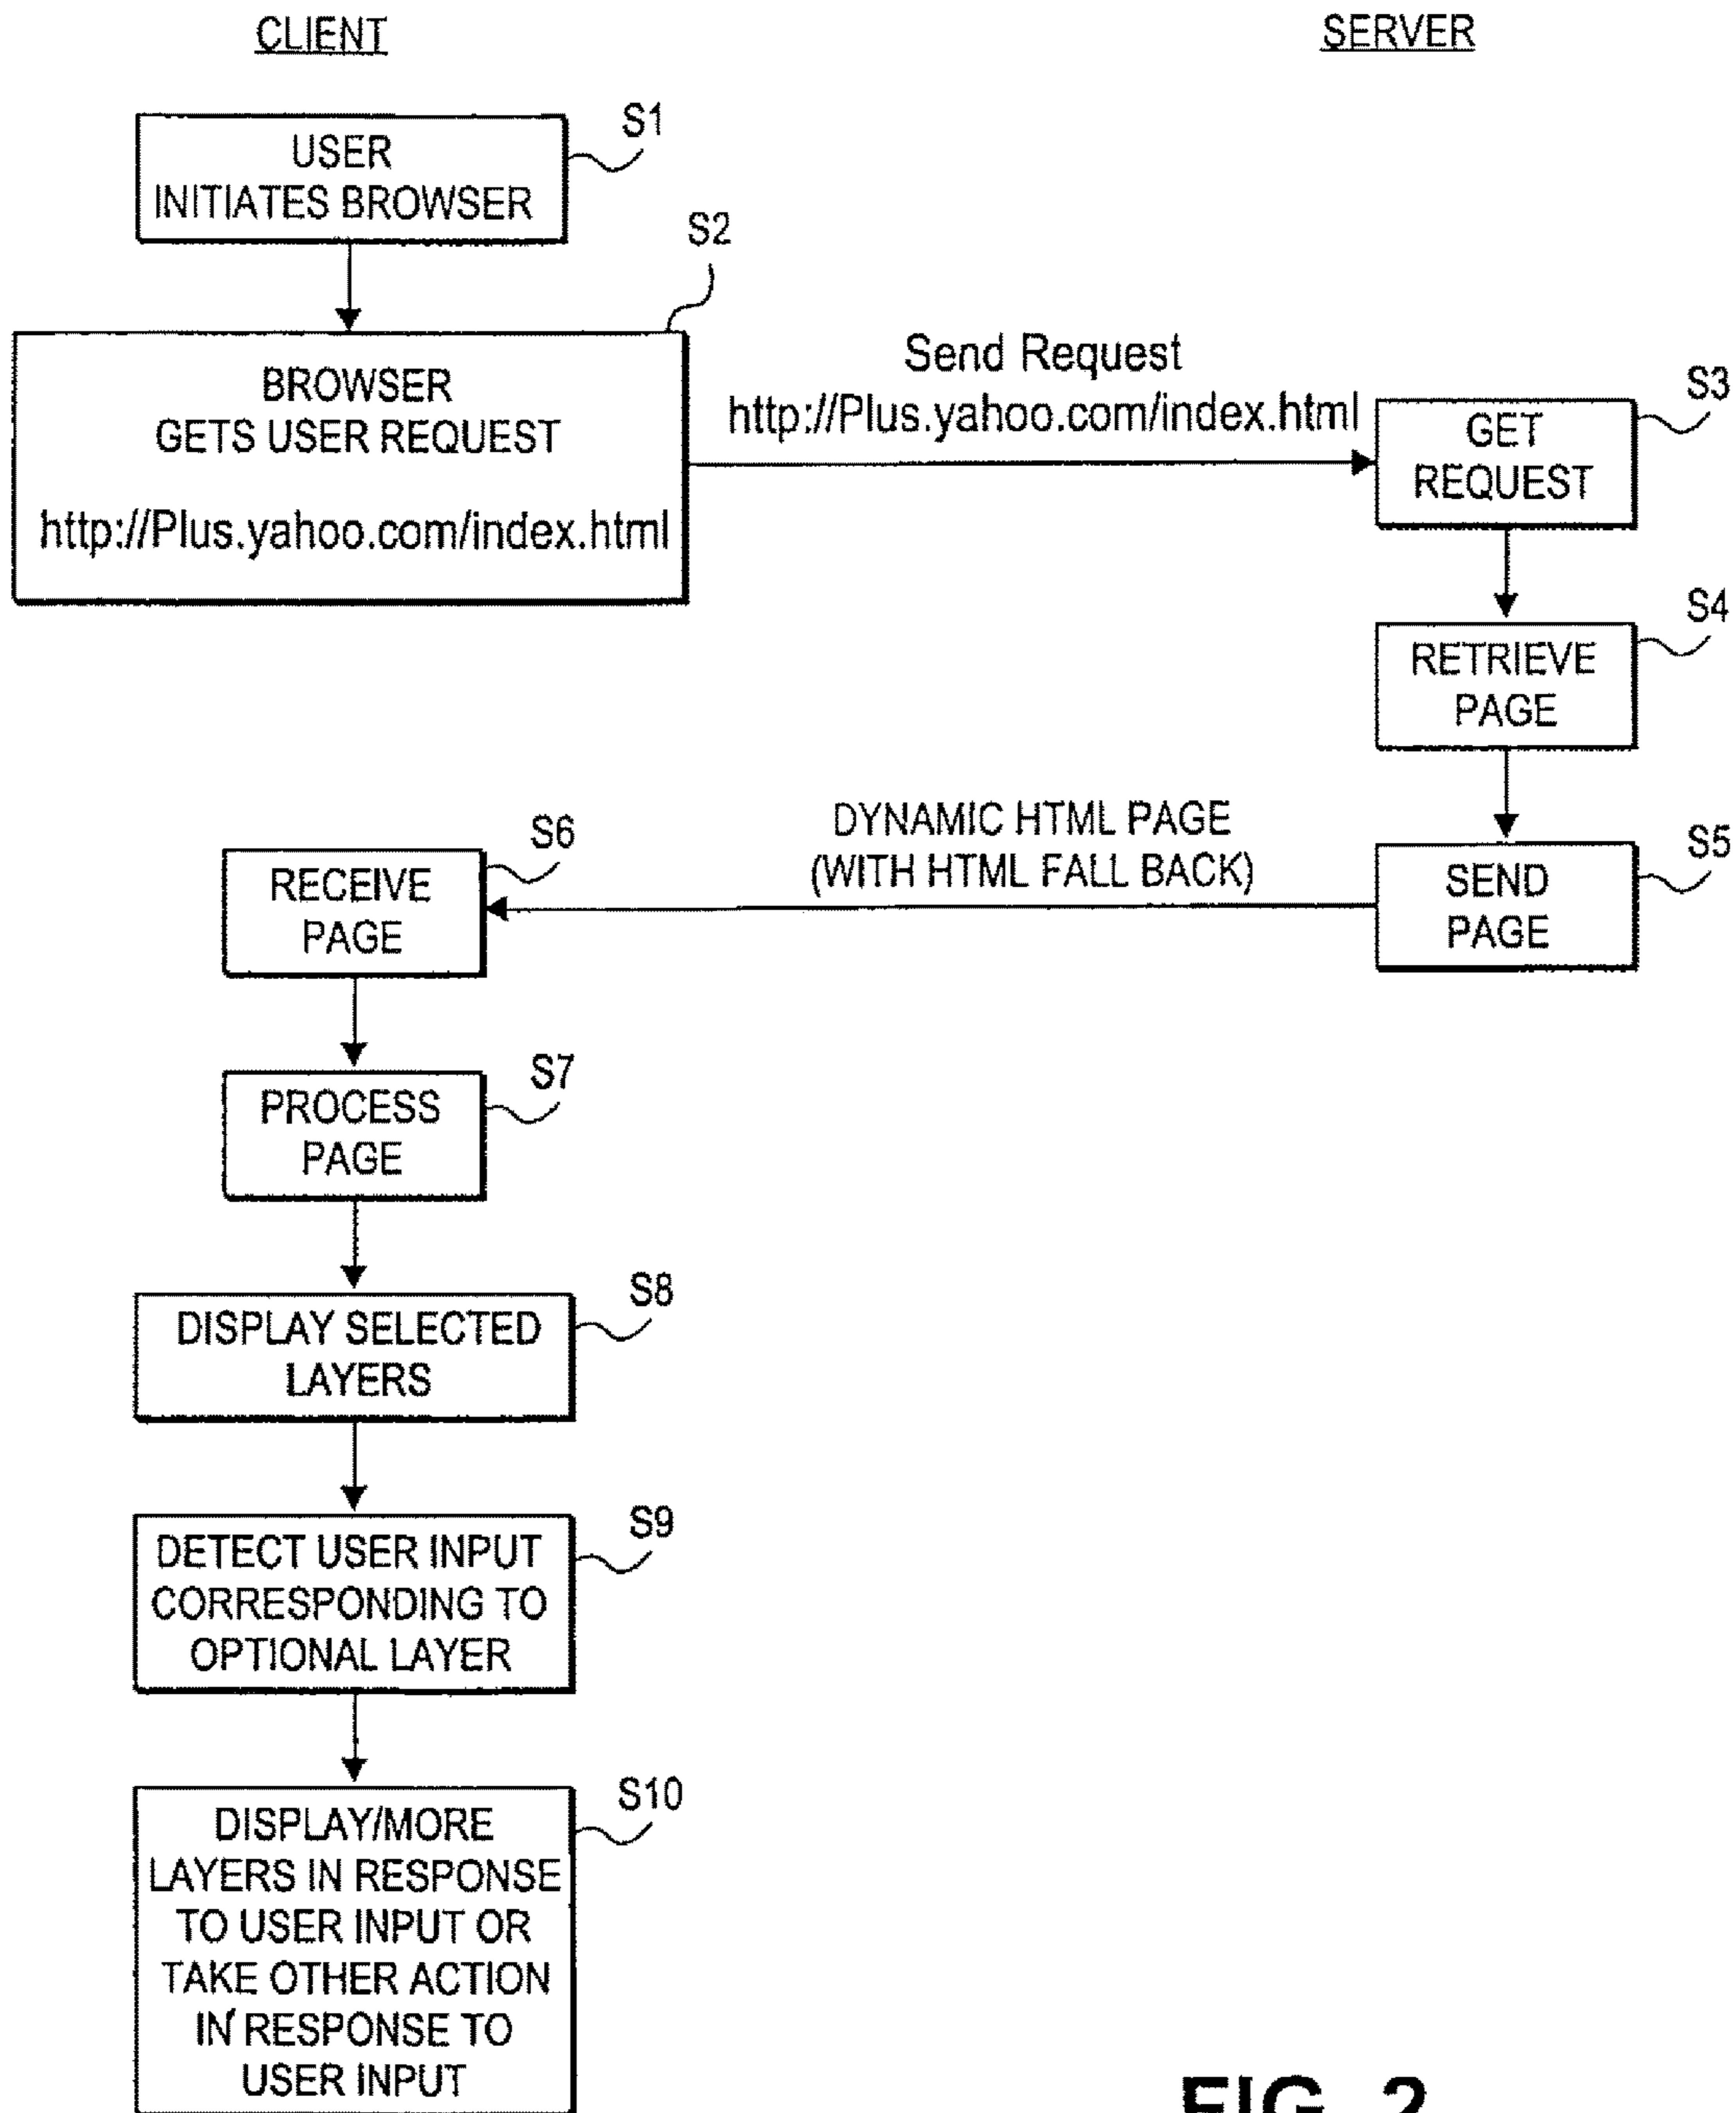 CLIENT
SERVER
S1
USER
INITIATES BROWSER
S2
BROWSER
GETS USER REQUEST
http://Plus.yahoo.com/index.html
Send Request
http://Plus.yahoo.com/index.html
S3
GET
REQUEST
S4
RETRIEVE
PAGE
S5
SEND
PAGE
DYNAMIC HTML PAGE
(WITH HTML FALL BACK)
S6
RECEIVE
PAGE
S7
PROCESS
PAGE
S8
DISPLAY SELECTED
LAYERS
S9
DETECT USER INPUT
CORRESPONDING TO
OPTIONAL LAYER
S10
DISPLAY/MORE
LAYERS IN RESPONSE
TO USER INPUT OR
TAKE OTHER ACTION
IN RESPONSE TO
USER INPUT
FIG. 2